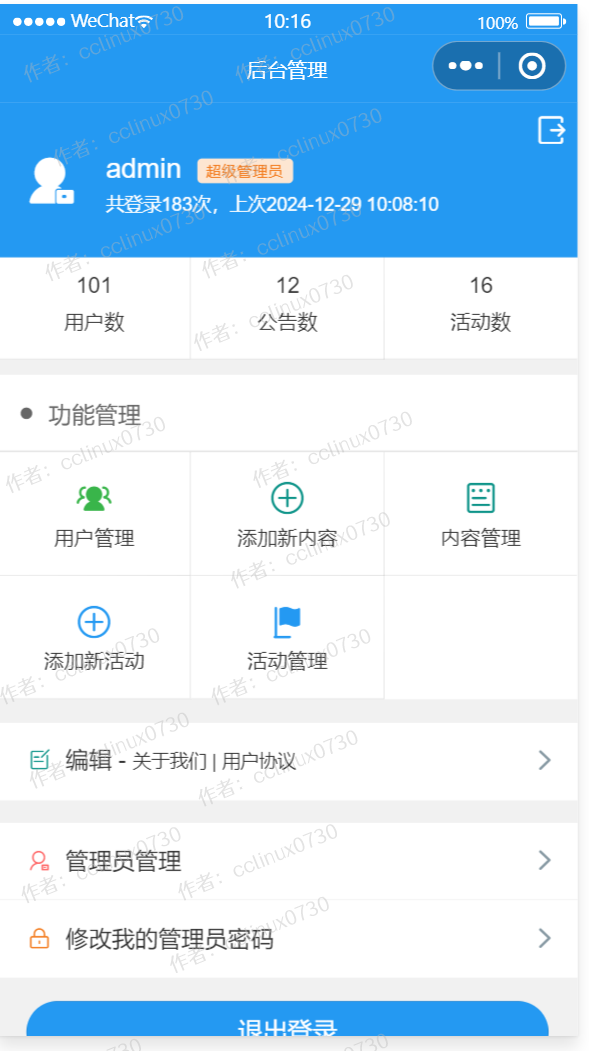 WeChat 10:16 100%
后台管理
admin 超级管理员
共登录183次，上次2024-12-29 10:08:10
101 12 16
用户数 公告数 活动数
功能管理
用户管理 添加新内容 内容管理
添加新活动 活动管理
编辑 - 关于我们 | 用户协议
管理员管理
修改我的管理员密码
退出登录
作者：cclinux0730